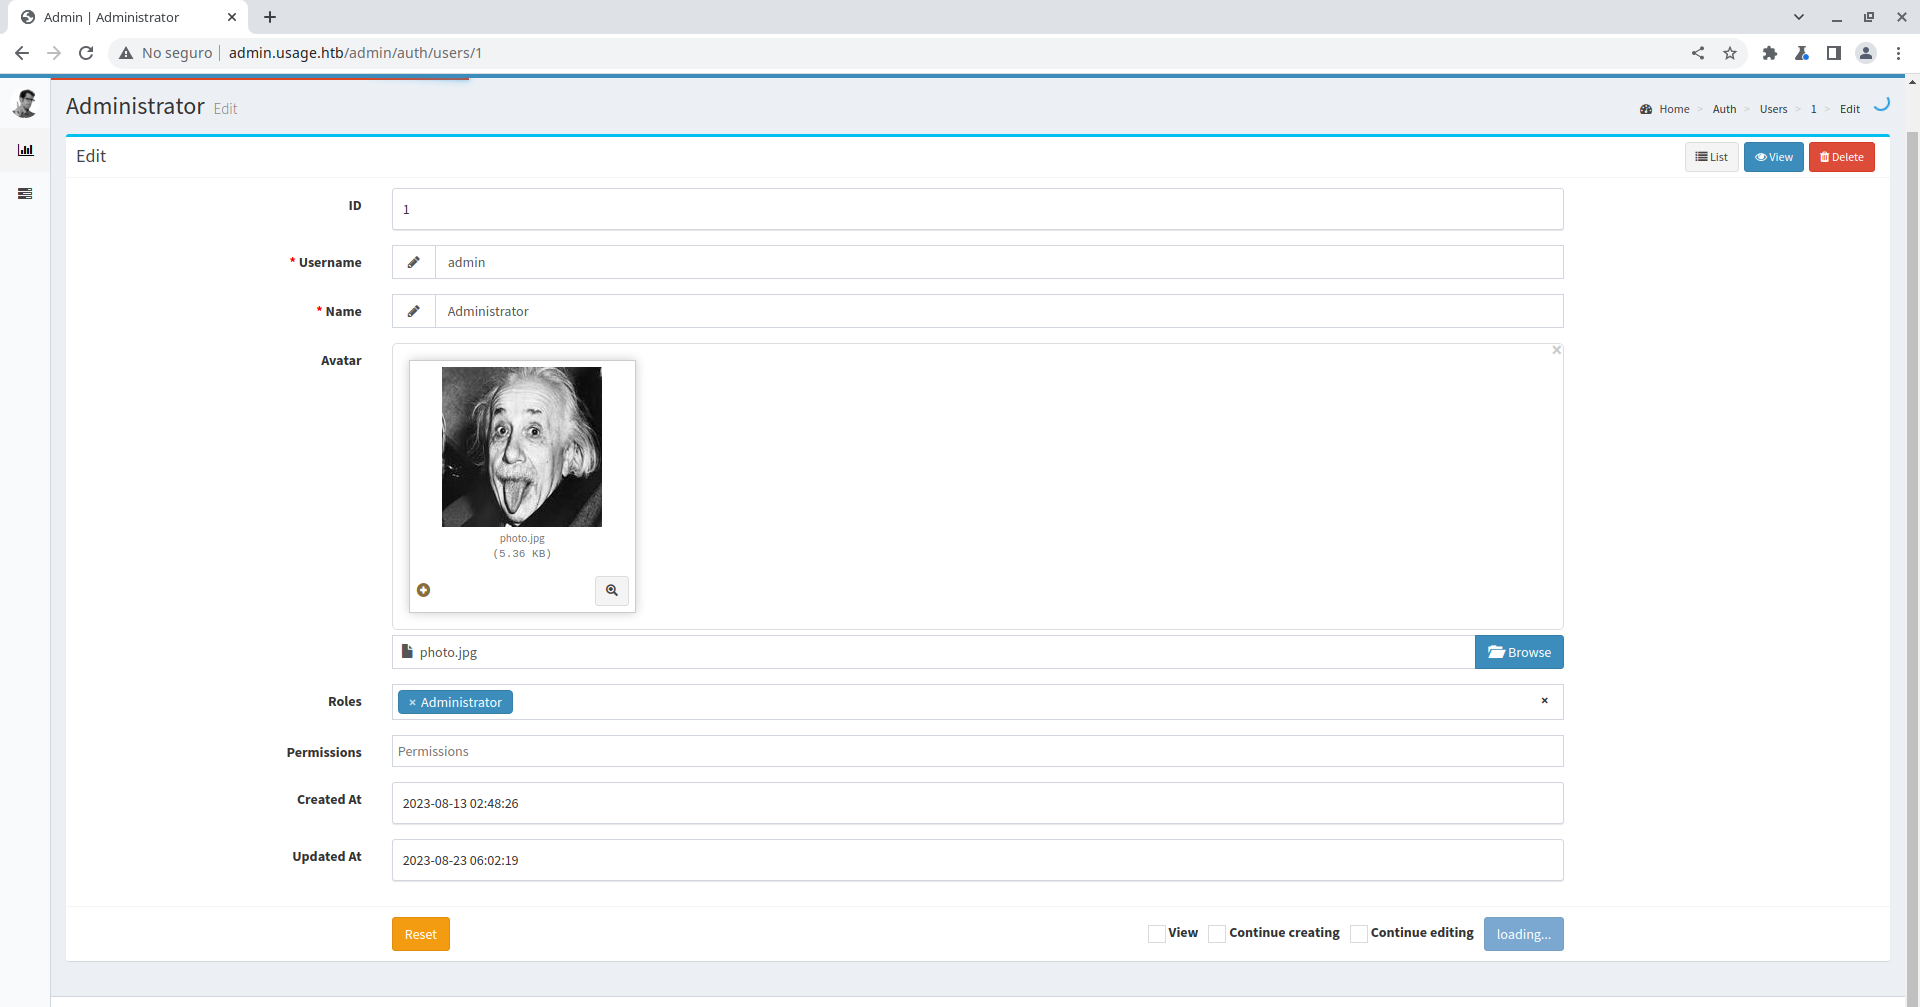 Admin | Administrator
No seguro | admin.usage.htb/admin/auth/users/1
Administrator Edit
Home > Auth > Users > 1 > Edit
Edit
List View Delete
ID 1
* Username admin
* Name Administrator
Avatar
photo.jpg
(5.36 KB)
photo.jpg Browse
Roles × Administrator ×
Permissions Permissions
Created At 2023-08-13 02:48:26
Updated At 2023-08-23 06:02:19
Reset View Continue creating Continue editing loading...